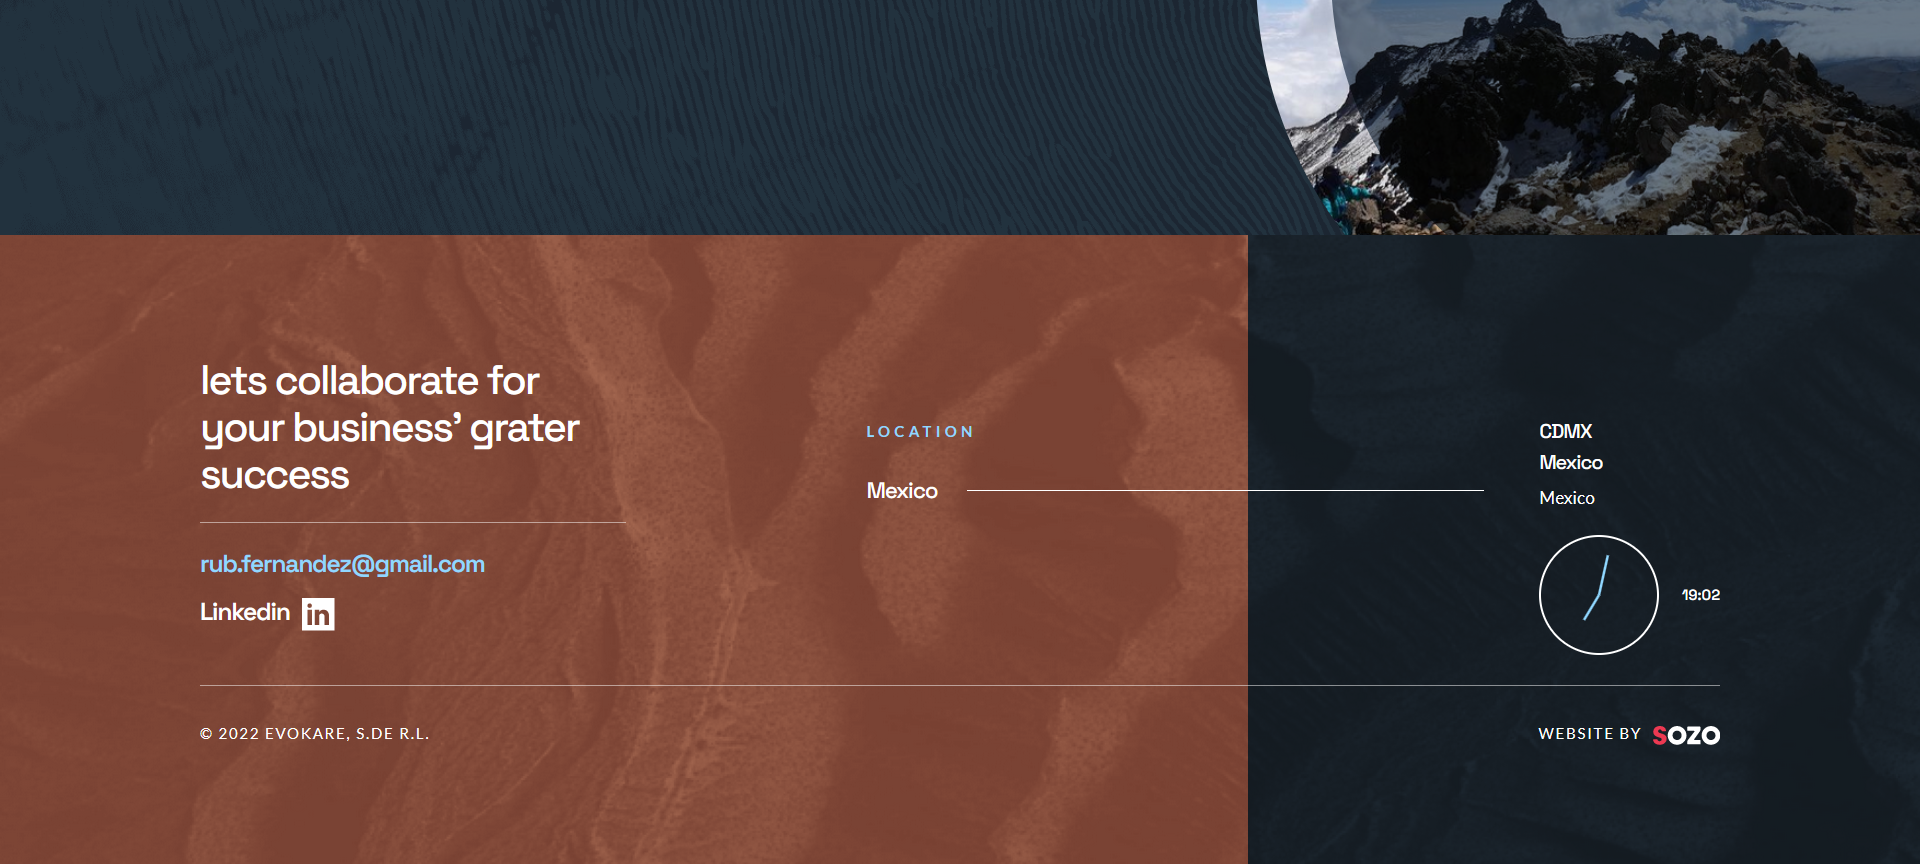 lets collaborate for
your business’ grater
success
rub.fernandez@gmail.com
Linkedin in
LOCATION
Mexico
CDMX
Mexico
Mexico
19:02
© 2022 EVOKARE, S.DE R.L.
WEBSITE BY SOZO